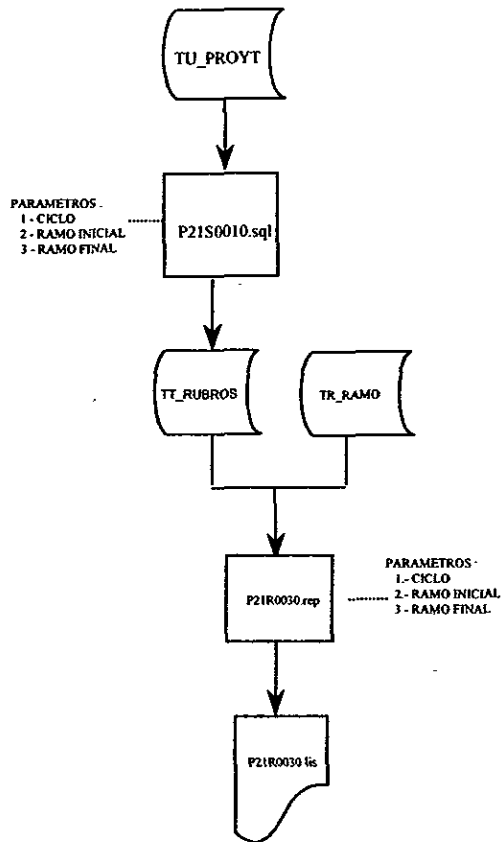 TU_PROYT
PARAMETROS -
1 - CICLO
2 - RAMO INICIAL
3 - RAMO FINAL
P21S0010.sql
TT_RUBROS
TR_RAMO
P21R0030.rep
PARAMETROS -
1.- CICLO
2.- RAMO INICIAL
3 - RAMO FINAL
P21R0030 lis